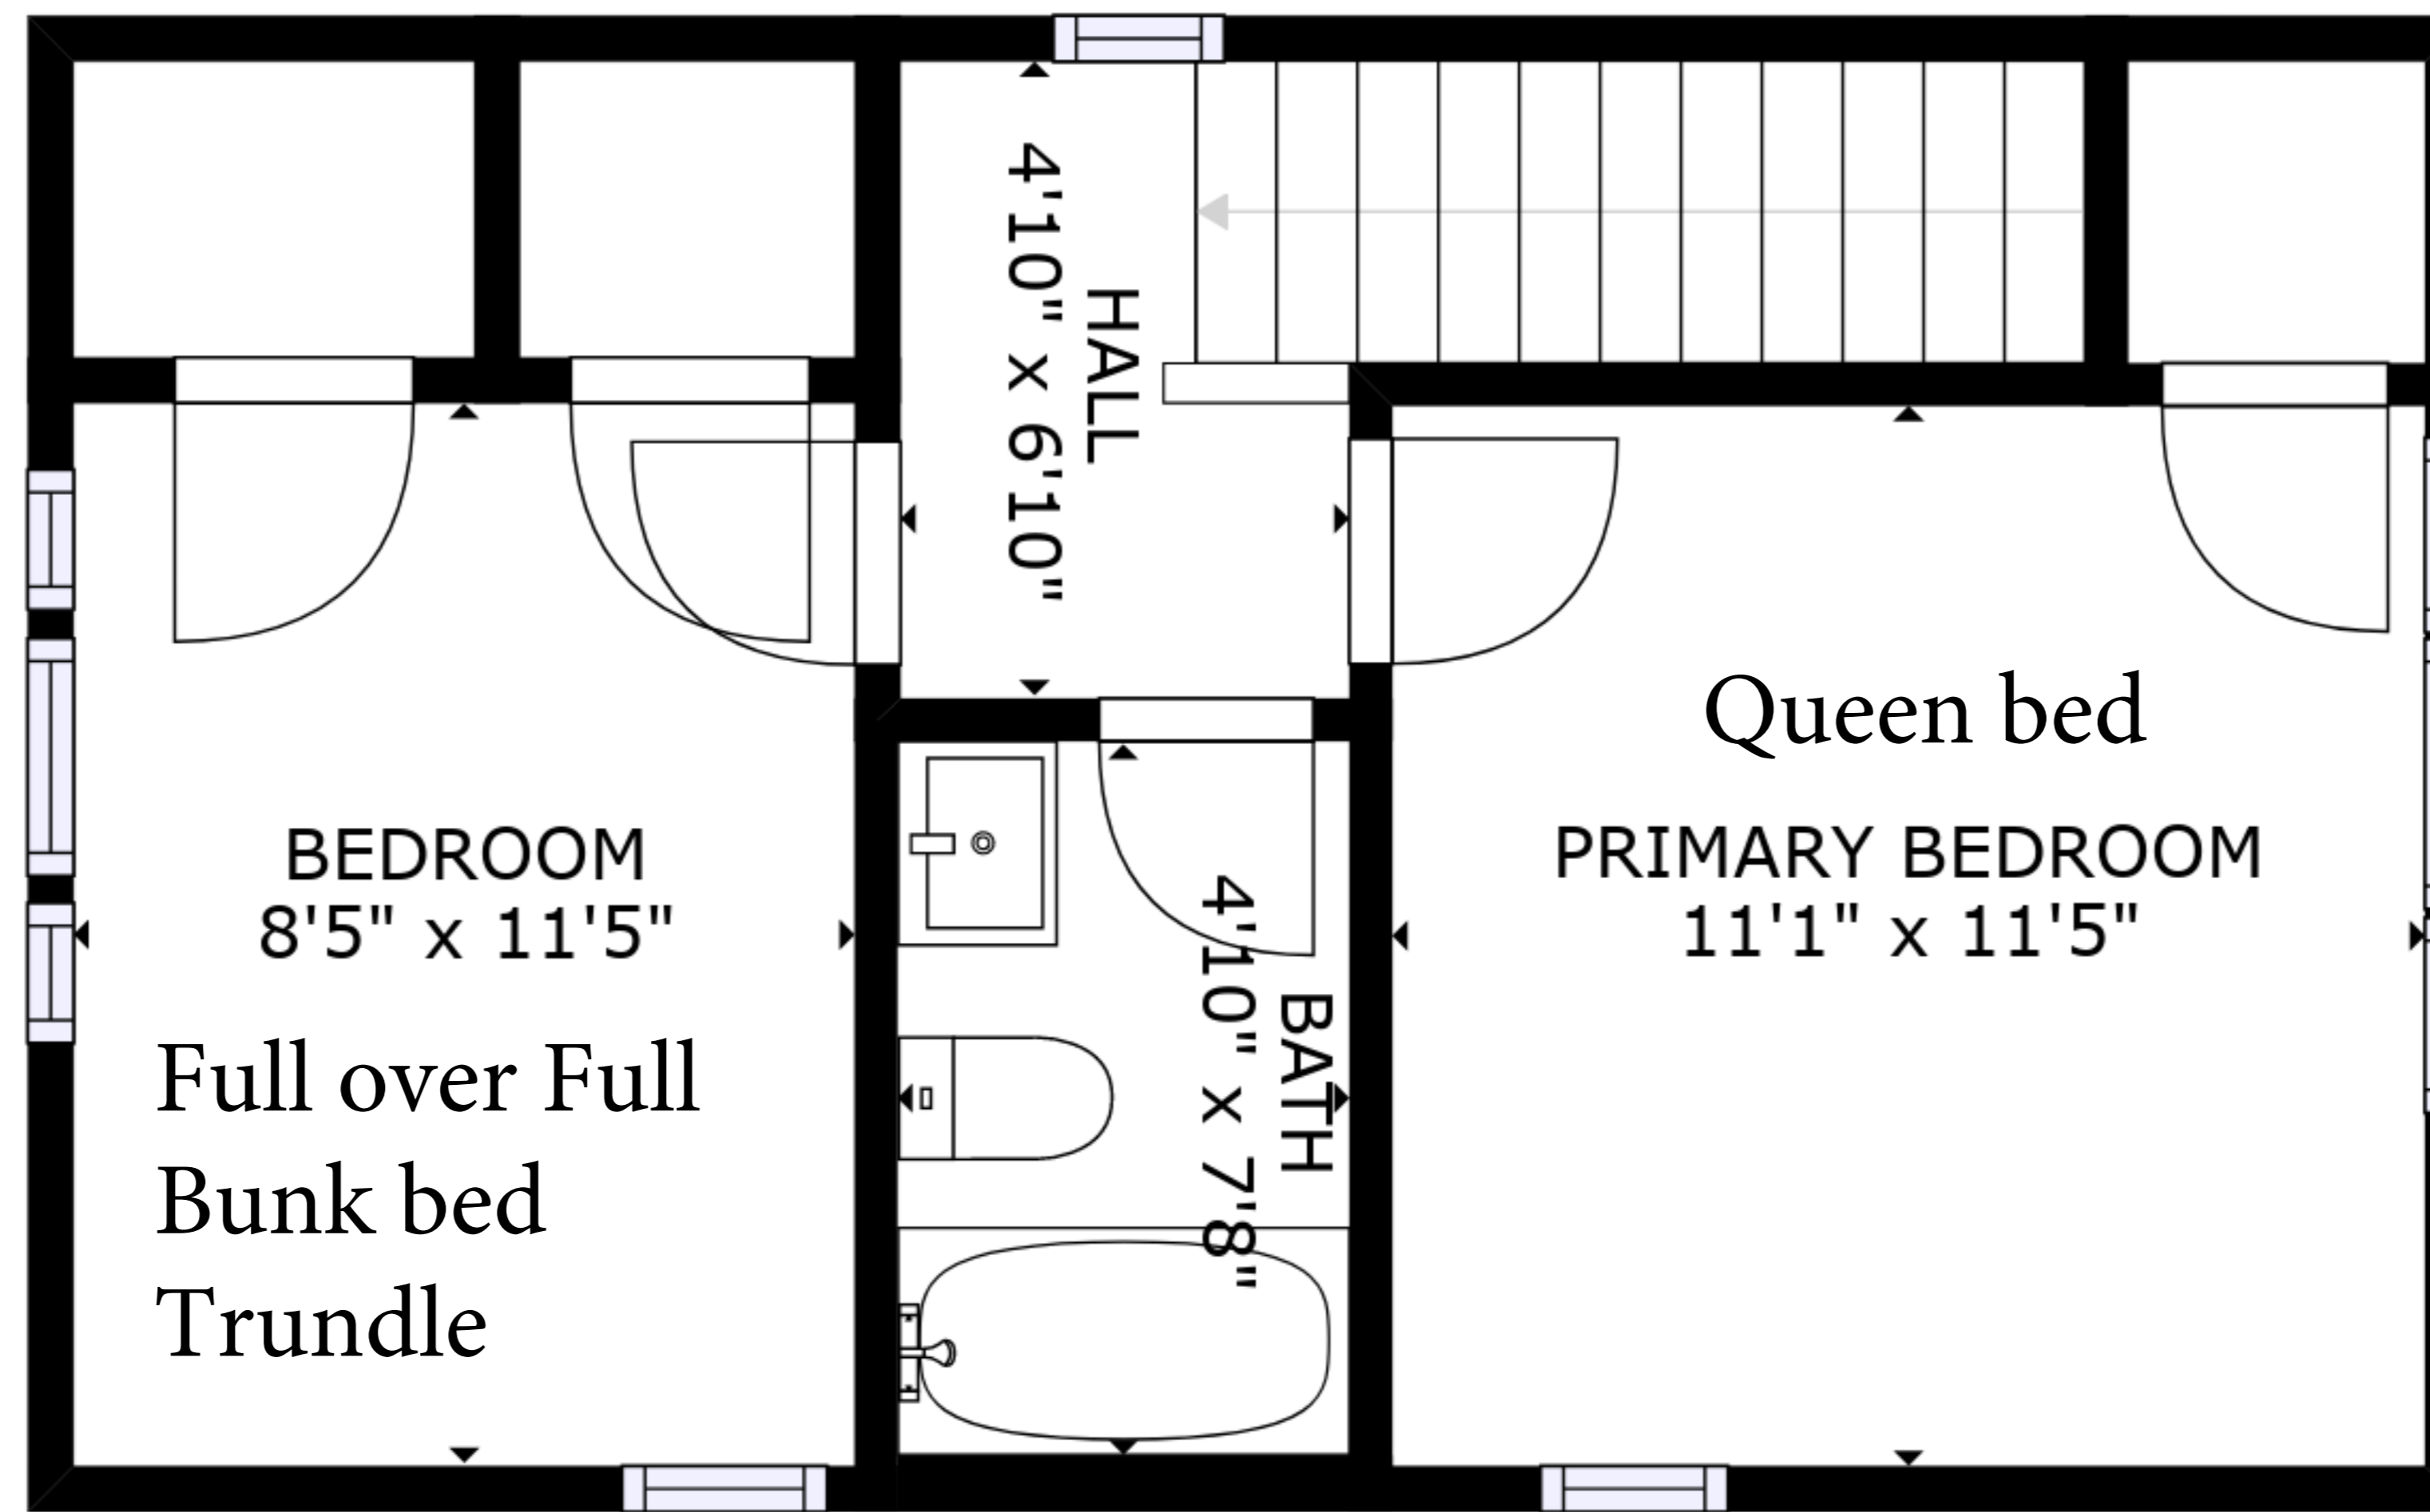 HALL
4'10" x 6'10"
Queen bed
PRIMARY BEDROOM
11'1" x 11'5"
BEDROOM
8'5" x 11'5"
Full over Full
Bunk bed
Trundle
BATH
4'10" x 7'8"